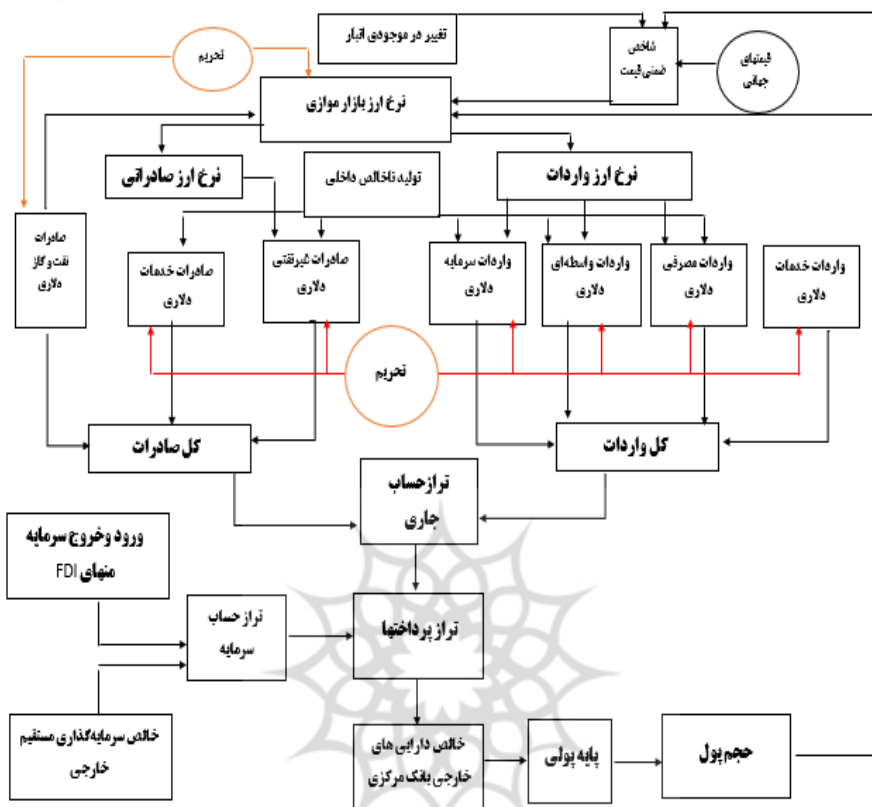 تغییر در موجودی انبار
تحریم
شاخص
ضمنی قیمت
قیمتهای
جهانی
نرخ ارز بازار موازی
نرخ ارز صادراتی
تولید ناخالص داخلی
نرخ ارز واردات
صادرات
نفت و گاز
دلاری
صادرات خدمات
دلاری
صادرات غیرنفتی
دلاری
واردات سرمایه
دلاری
واردات واسطه‌ای
دلاری
واردات مصرفی
دلاری
واردات خدمات
دلاری
تحریم
کل صادرات
کل واردات
تراز حساب
جاری
ورود و خروج سرمایه
منهای FDI
تراز حساب
سرمایه
تراز پرداختها
خالص سرمایه‌گذاری مستقیم
خارجی
خالص دارایی های
خارجی بانک مرکزی
پایه پولی
حجم پول